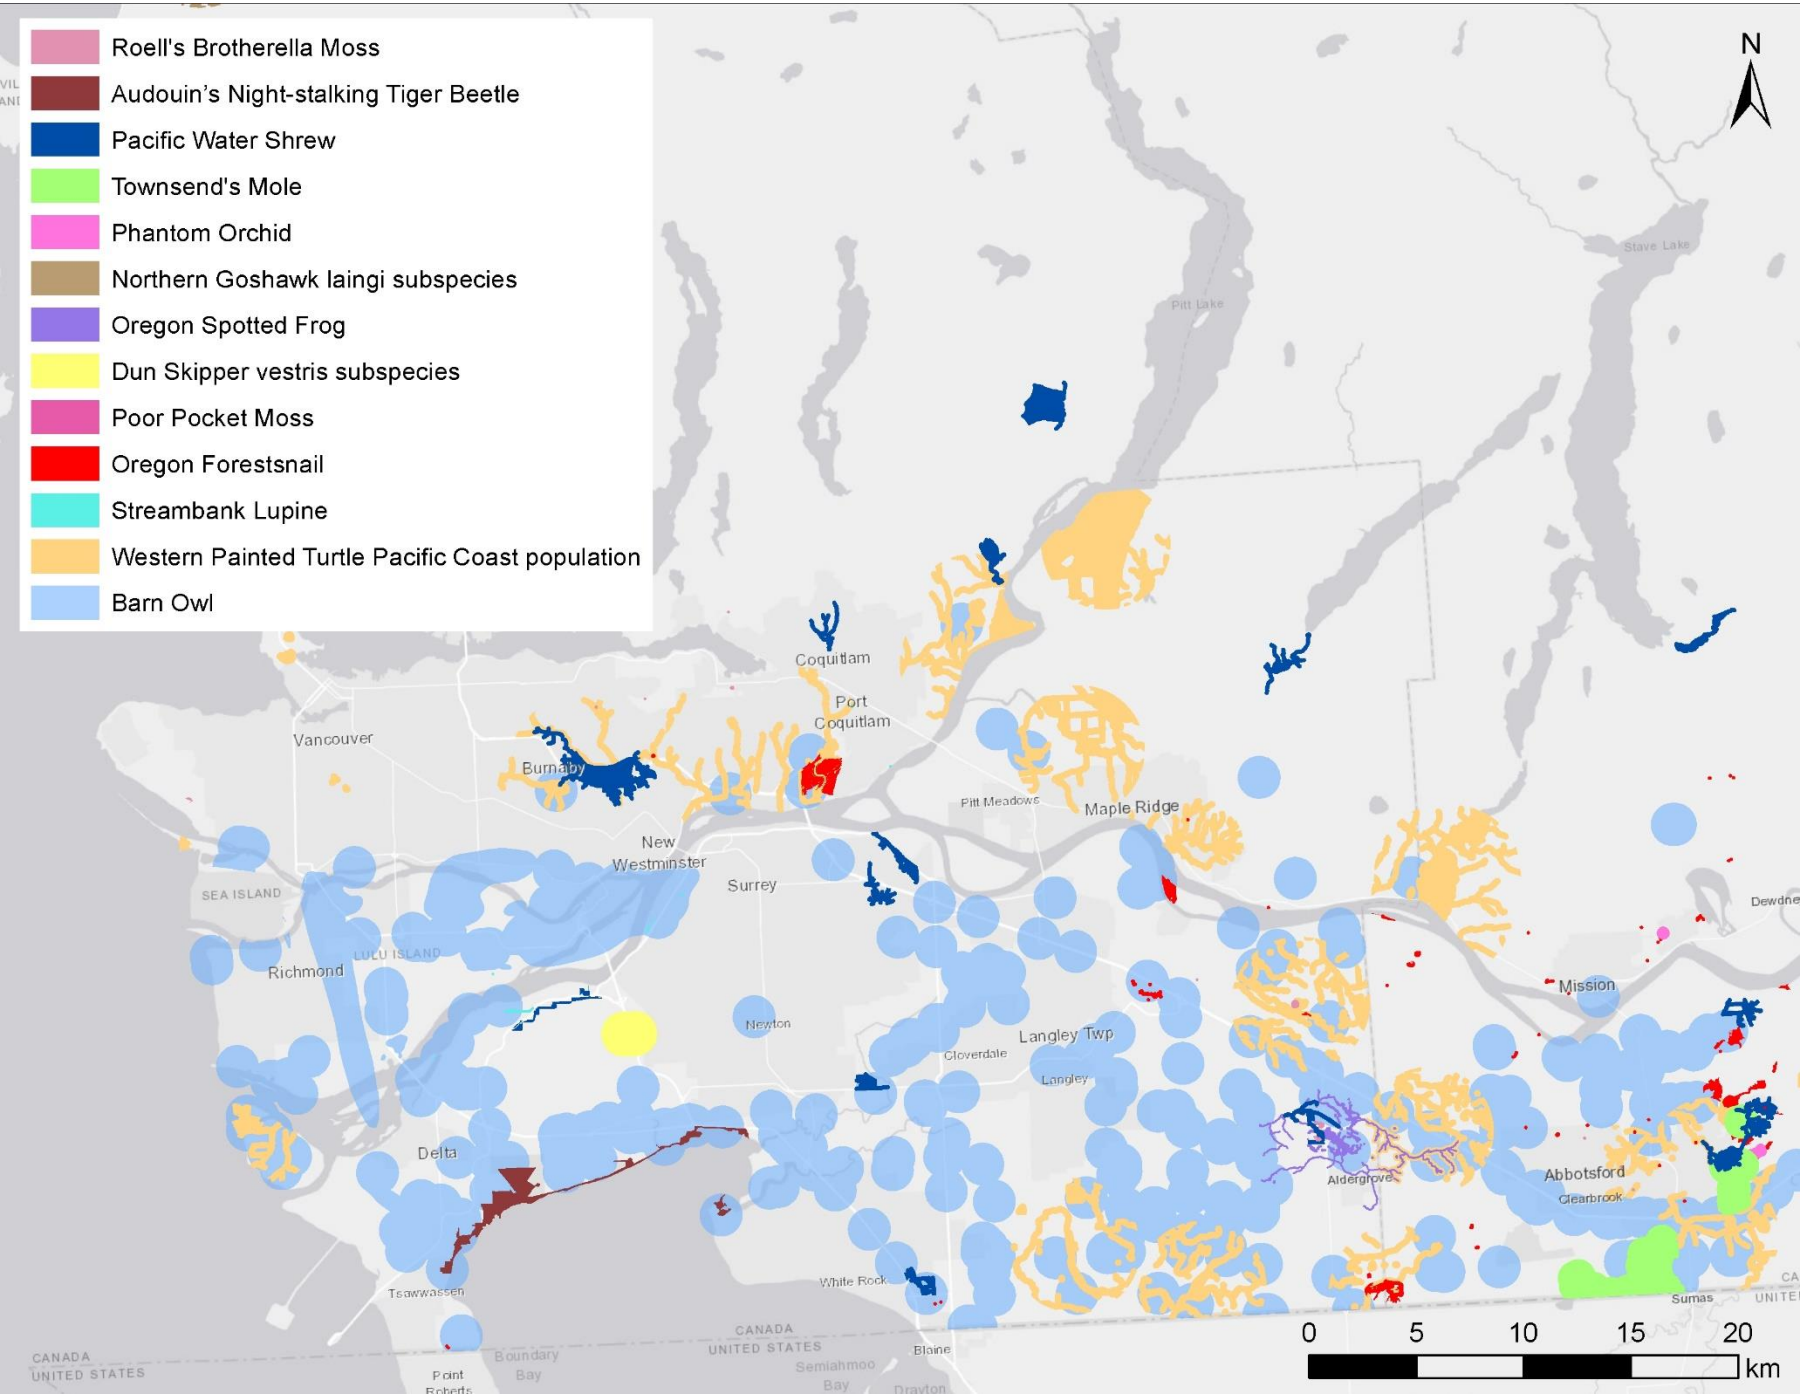 Roell's Brotherella Moss
Audouin’s Night-stalking Tiger Beetle
Pacific Water Shrew
Townsend's Mole
Phantom Orchid
Northern Goshawk laingi subspecies
Oregon Spotted Frog
Dun Skipper vestris subspecies
Poor Pocket Moss
Oregon Forestsnail
Streambank Lupine
Western Painted Turtle Pacific Coast population
Barn Owl
N
Stave Lake
Pitt Lake
Coquitlam
Port
Coquitlam
Vancouver
Burnaby
Pitt Meadows
Maple Ridge
New
Westminster
Surrey
SEA ISLAND
LULU ISLAND
Richmond
Mission
Newton
Langley Twp
Cloverdale
Langley
Delta
Aldergrove
Abbotsford
Clearbrook
White Rock
Tsawwassen
Sumas
CANADA
UNITED STATES
CANADA
UNITED STATES
Blaine
Boundary
Bay
Semiahmoo
Bay
Drayton
Point
Roberts
0 5 10 15 20
km